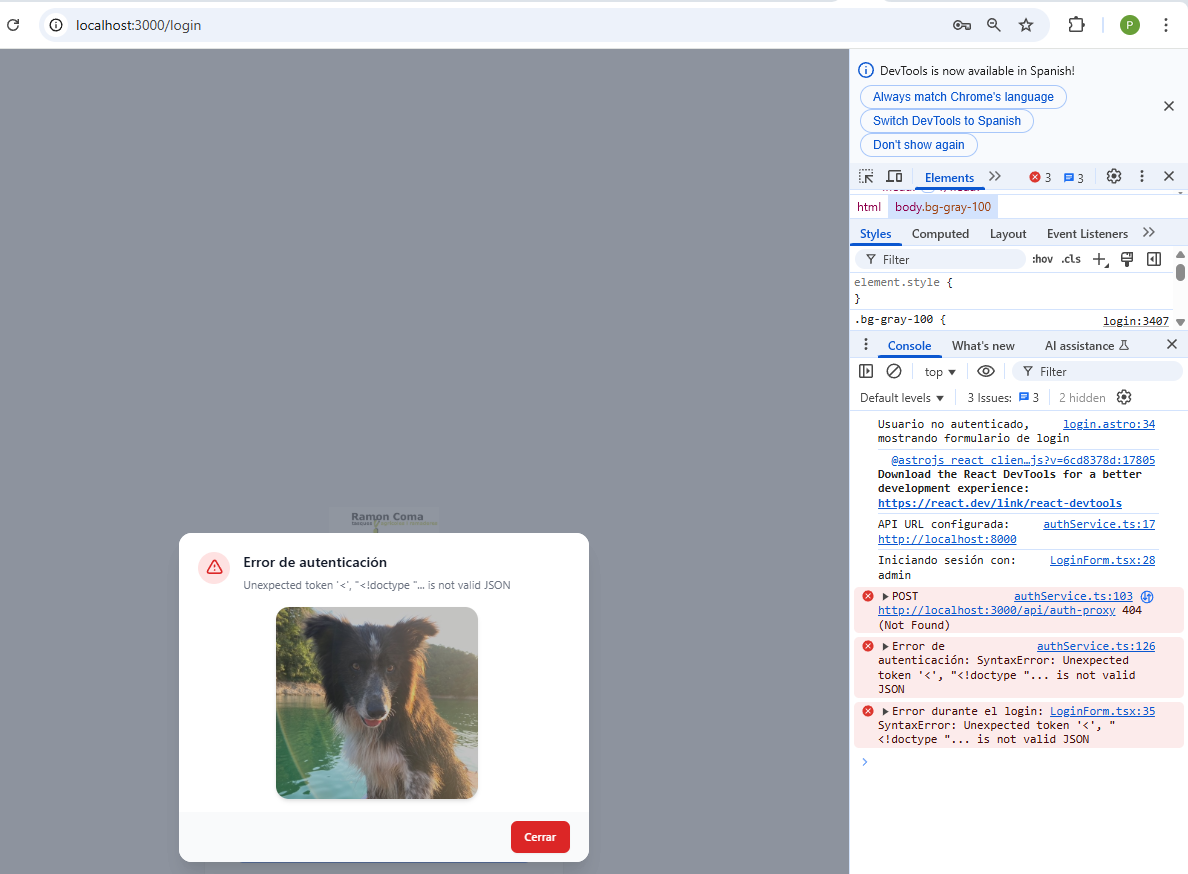 localhost:3000/login
P
DevTools is now available in Spanish!
Always match Chrome's language
Switch DevTools to Spanish
Don't show again
Elements
3
3
html
body.bg-gray-100
Styles
Computed
Layout
Event Listeners
Filter
:hov
.cls
element.style {
}
.bg-gray-100 {
login:3407
Console
What's new
AI assistance
top
Filter
Default levels
3 Issues:
3
2 hidden
Usuario no autenticado, login.astro:34
mostrando formulario de login
@astrojs_react_clien…js?v=6cd8378d:17805
Download the React DevTools for a better
development experience:
https://react.dev/link/react-devtools
API URL configurada: authService.ts:17
http://localhost:8000
Iniciando sesión con: LoginForm.tsx:28
admin
POST authService.ts:103
http://localhost:3000/api/auth-proxy 404
(Not Found)
Error de authService.ts:126
autenticación: SyntaxError: Unexpected
token '<', "<!doctype "... is not valid
JSON
Error durante el login: LoginForm.tsx:35
SyntaxError: Unexpected token '<', "
<!doctype "... is not valid JSON
Ramon Coma
Error de autenticación
Unexpected token '<', "<!doctype "... is not valid JSON
Cerrar